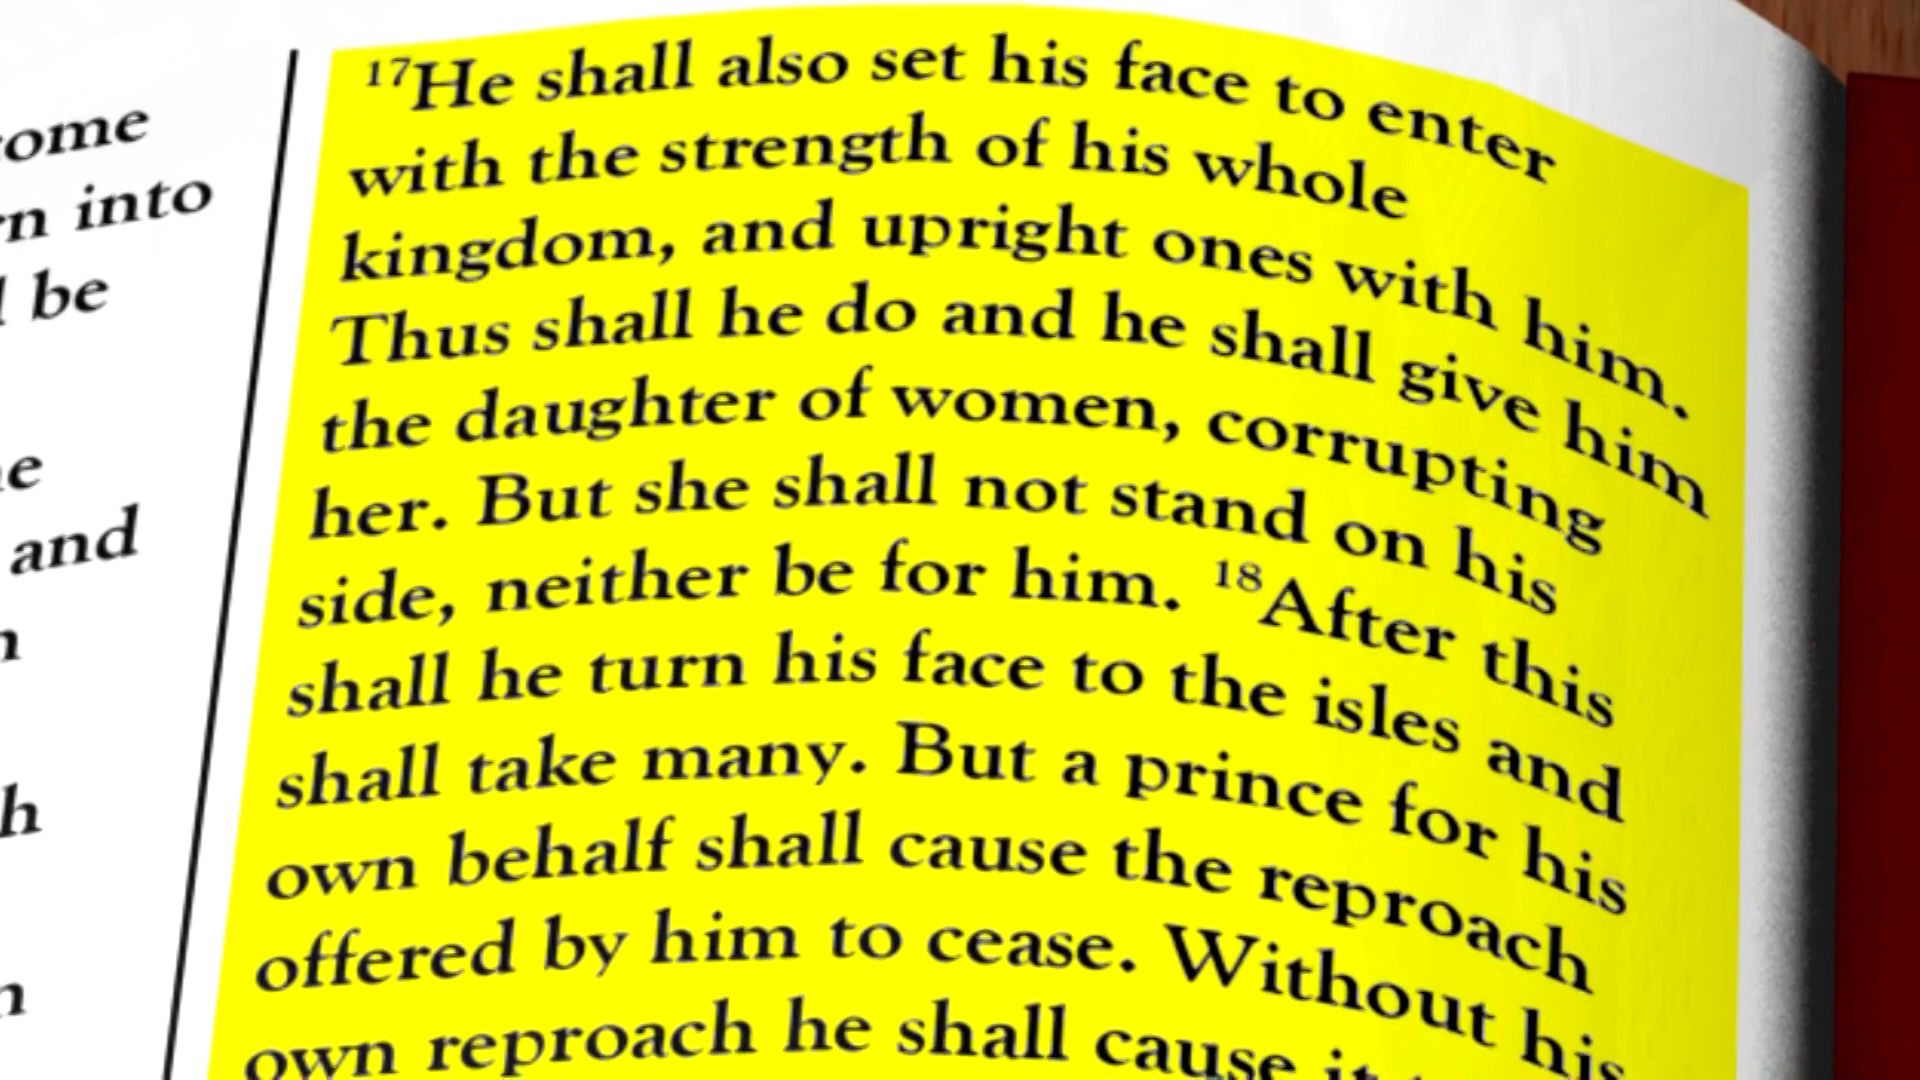 come
rn into
be
and
17He shall also set his face to enter
with the strength of his whole
kingdom, and upright ones with him.
Thus shall he do and he shall give him
the daughter of women, corrupting
her. But she shall not stand on his
side, neither be for him. 18After this
shall he turn his face to the isles and
shall take many. But a prince for his
own behalf shall cause the reproach
offered by him to cease. Without his
own reproach he shall cause it